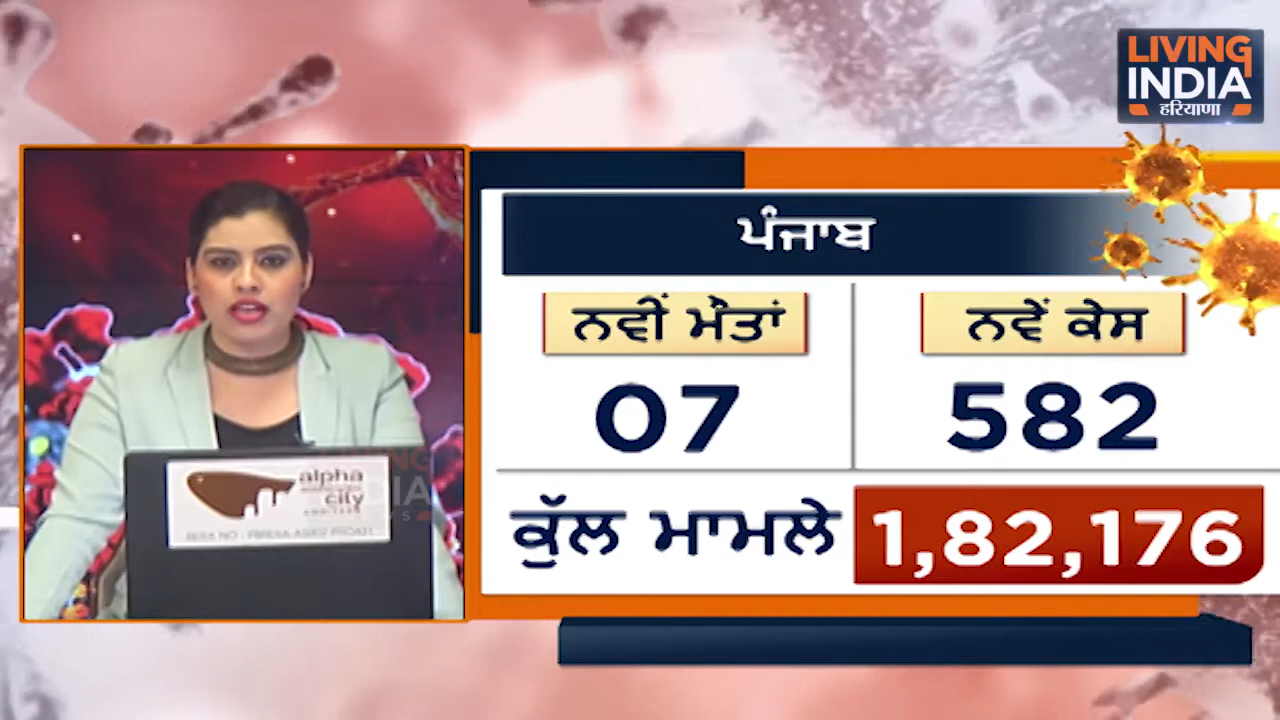 LIVING
INDIA
हरियाणा
ਪੰਜਾਬ
ਨਵੀਂ ਮੌਤਾਂ
ਨਵੇਂ ਕੇਸ
07
582
ਕੁੱਲ ਮਾਮਲੇ
1,82,176
alpha
city